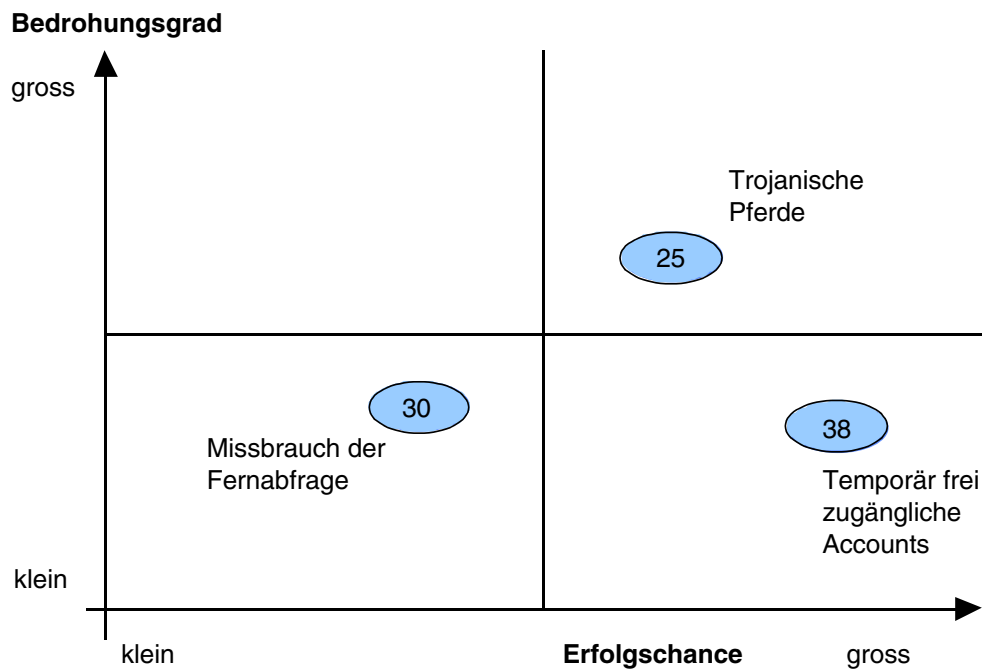 Bedrohungsgrad
gross
Trojanische
Pferde
25
30
38
Missbrauch der
Fernabfrage
Temporär frei
zugängliche
Accounts
klein
klein
Erfolgschance
gross